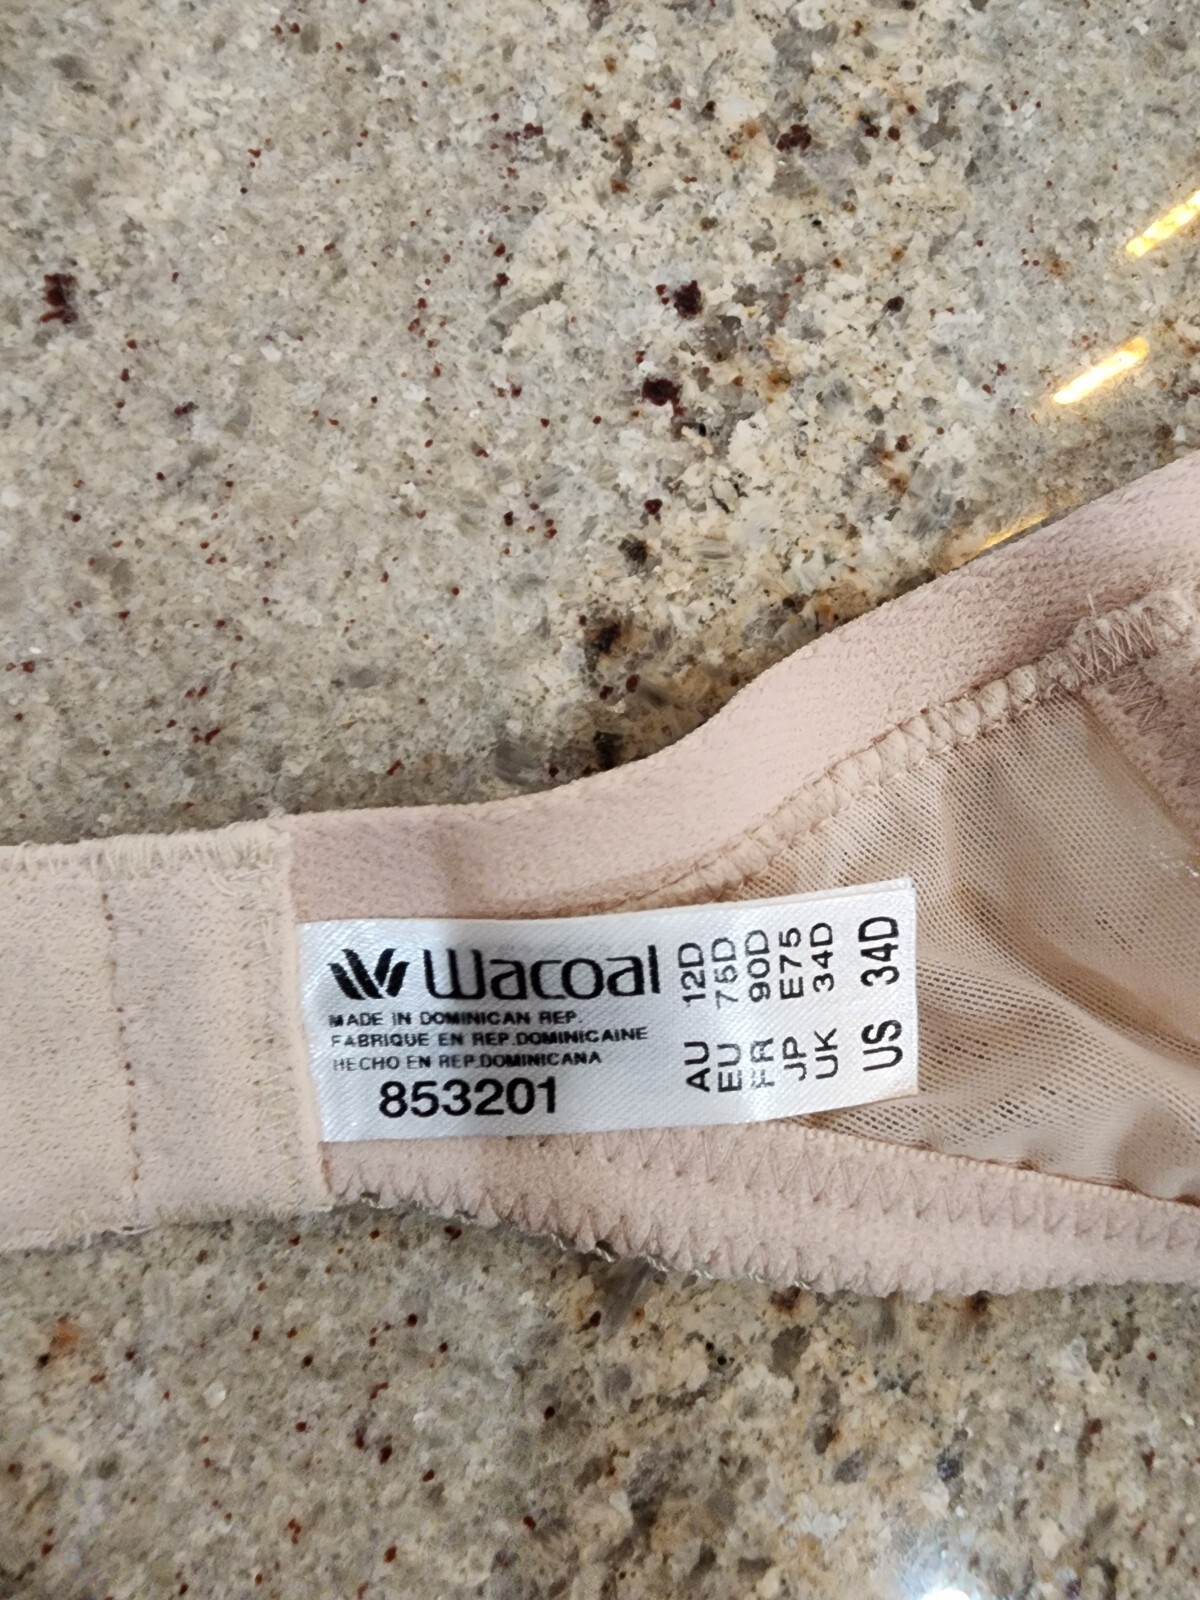 Wacoal
MADE IN DOMINICAN REP.
FABRIQUE EN REP.DOMINICAINE
HECHO EN REP.DOMINICANA
853201
AU 12D
EU 75D
FR 90D
JP E75
UK 34D
US 34D